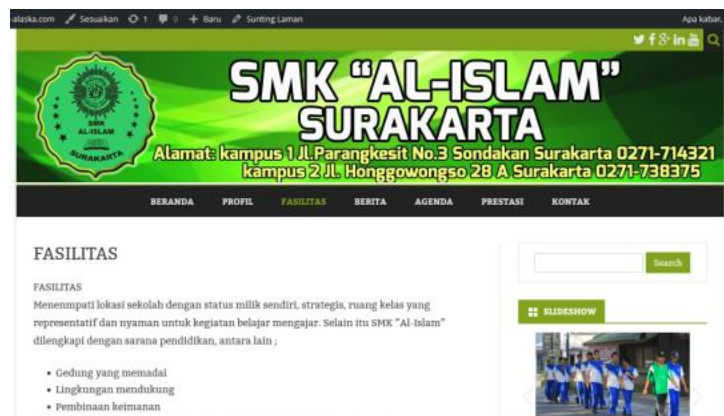 alaska.com Sesuaikan 1 0 + Baru Sunting Laman Apa kabar,
SMK
AL-ISLAM
SURAKARTA
SMK “AL-ISLAM”
SURAKARTA
Alamat: kampus 1 Jl.Parangkesit No.3 Sondakan Surakarta 0271-714321
kampus 2 Jl. Honggowongso 28 A Surakarta 0271-738375
BERANDA PROFIL FASILITAS BERITA AGENDA PRESTASI KONTAK
FASILITAS
Search
FASILITAS
Menenmpati lokasi sekolah dengan status milik sendiri, strategis, ruang kelas yang
representatif dan nyaman untuk kegiatan belajar mengajar. Selain itu SMK "Al-Islam"
dilengkapi dengan sarana pendidikan, antara lain ;
SLIDESHOW
• Gedung yang memadai
• Lingkungan mendukung
• Pembinaan keimanan